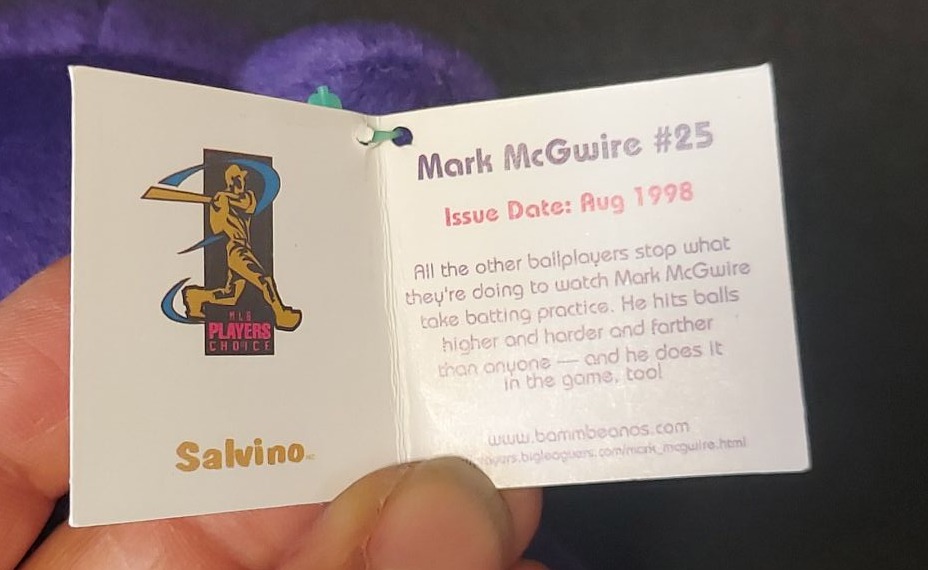 MLB
PLAYERS
CHOICE
Salvino
Mark McGwire #25
Issue Date: Aug 1998
All the other ballplayers stop what
they're doing to watch Mark McGwire
take batting practice. He hits balls
higher and harder and farther
than anyone — and he does it
in the game, too!
www.bammbeanos.com
.bigleaguers.com/mark_mcgwire.html